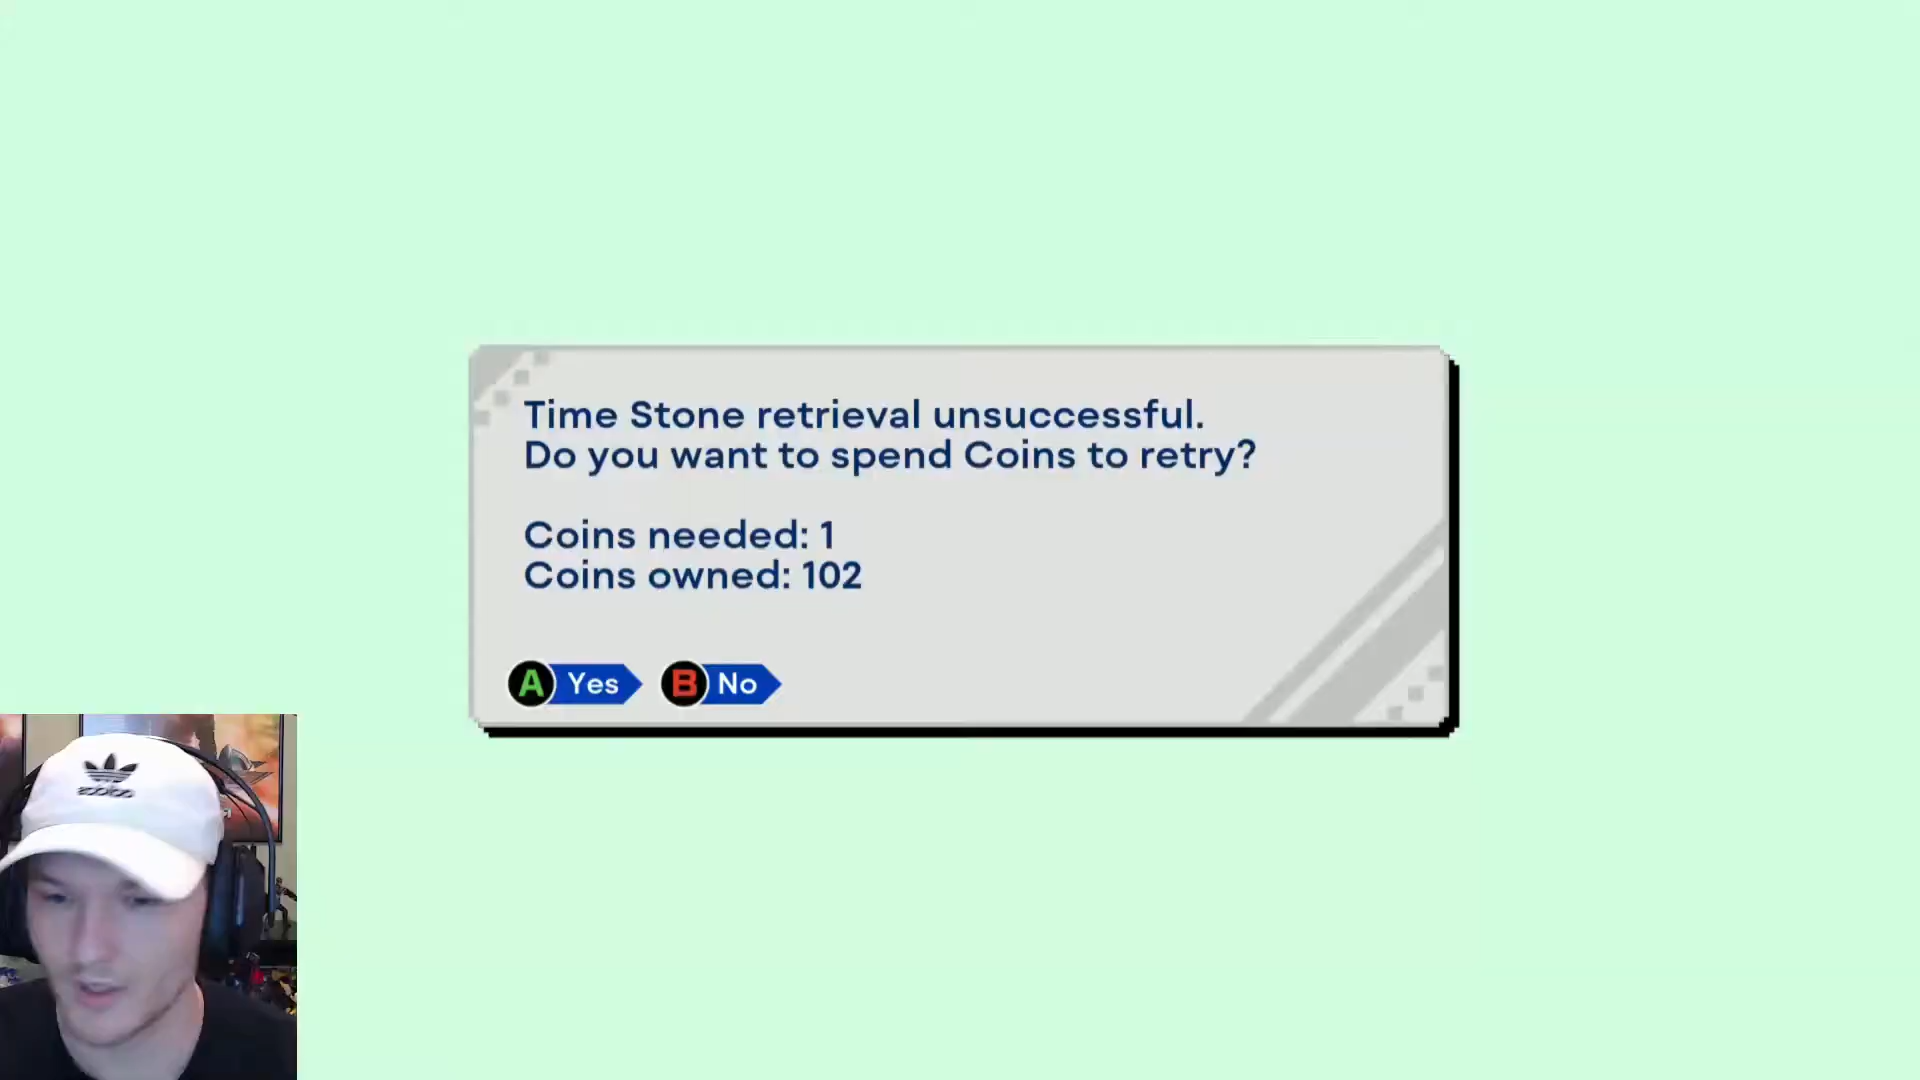 Time Stone retrieval unsuccessful.
Do you want to spend Coins to retry?
Coins needed: 1
Coins owned: 102
A Yes B No
adidas